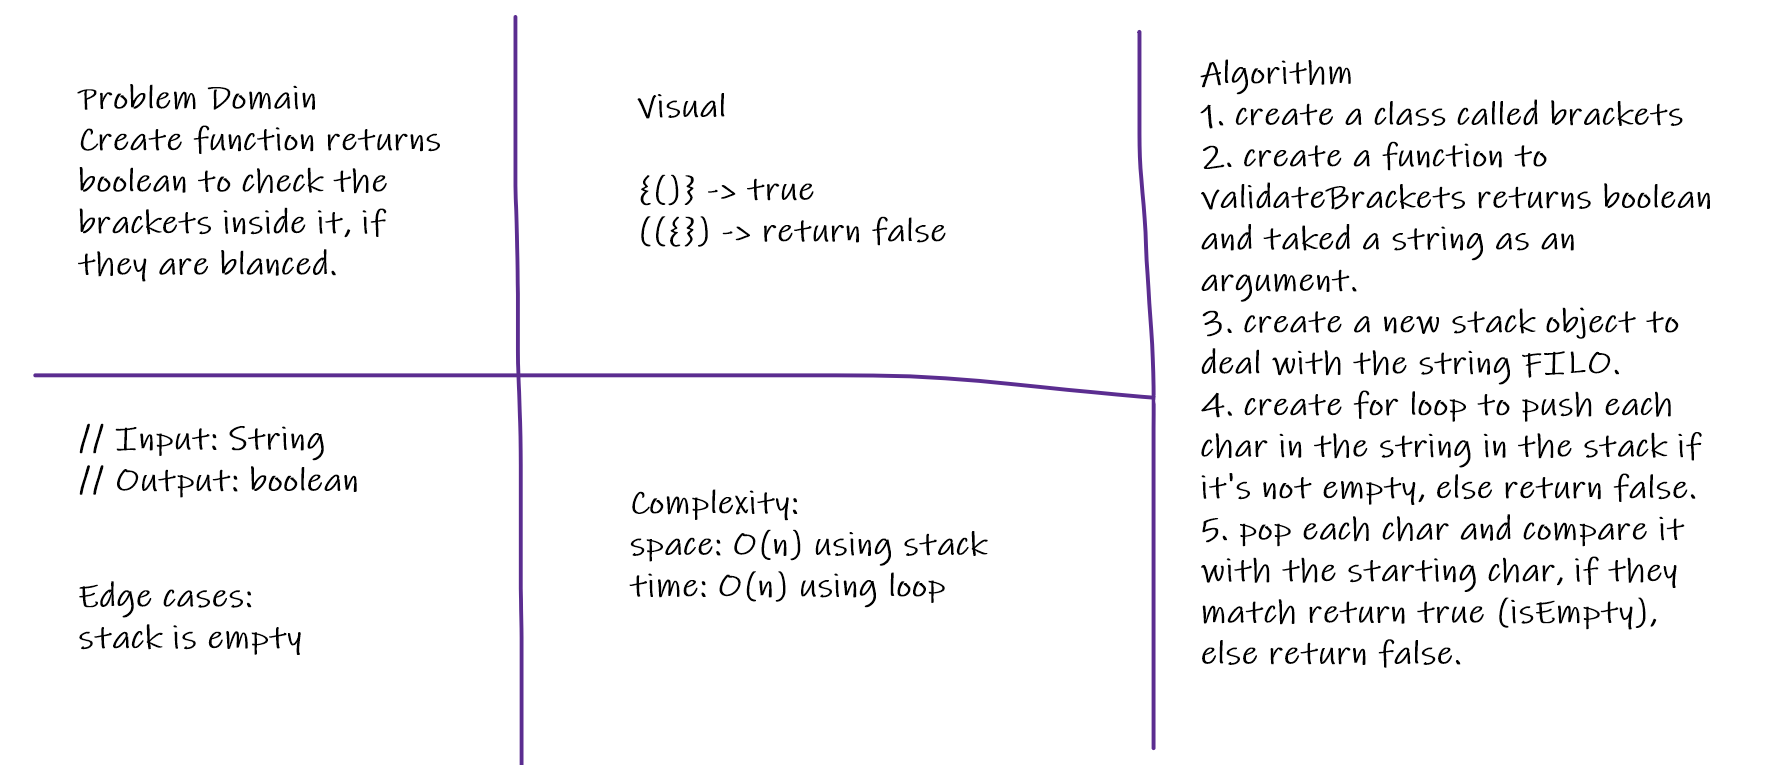 Problem Domain
Create function returns
boolean to check the
brackets inside it, if
they are blanced.
Visual
{()} -> true
(({}) -> return false
// Input: String
// Output: boolean
Edge cases:
stack is empty
Complexity:
space: O(n) using stack
time: O(n) using loop
Algorithm
1. create a class called brackets
2. create a function to
validateBrackets returns boolean
and taked a string as an
argument.
3. create a new stack object to
deal with the string FILO.
4. create for loop to push each
char in the string in the stack if
it's not empty, else return false.
5. pop each char and compare it
with the starting char, if they
match return true (isEmpty),
else return false.